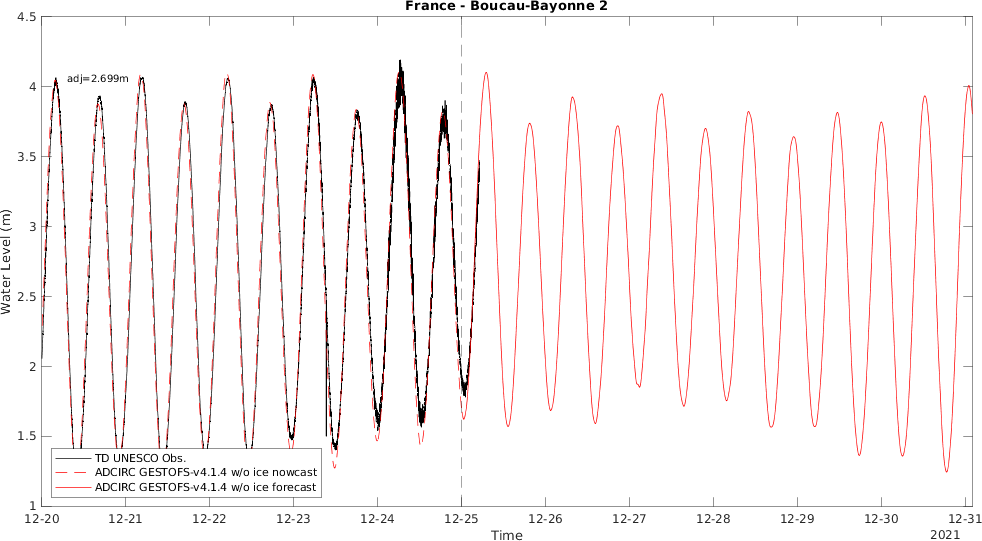 France - Boucau-Bayonne 2
4.5
4
3.5
3
2.5
2
1.5
1
Water Level (m)
adj=2.699m
TD UNESCO Obs.
ADCIRC GESTOFS-v4.1.4 w/o ice nowcast
ADCIRC GESTOFS-v4.1.4 w/o ice forecast
12-20 12-21 12-22 12-23 12-24 12-25 12-26 12-27 12-28 12-29 12-30 12-31
Time
2021